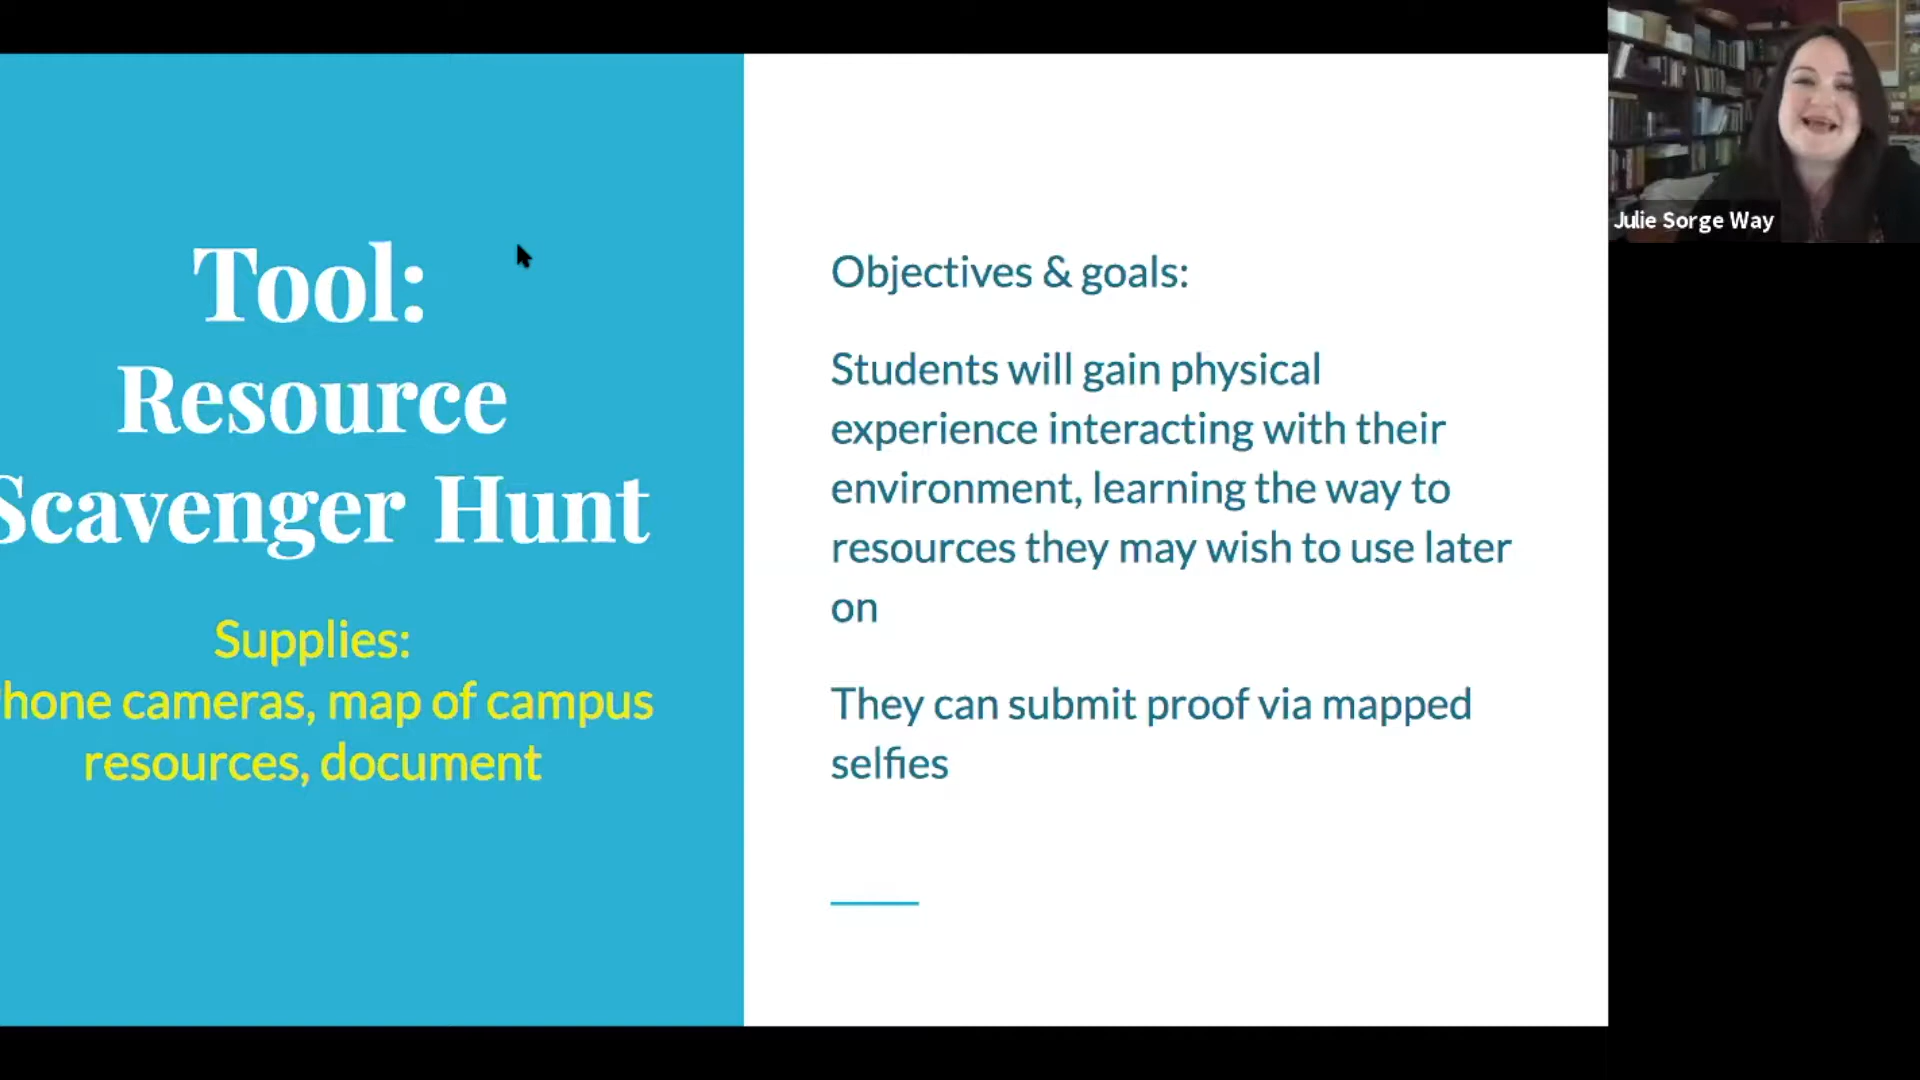 Tool:
Resource
Scavenger Hunt
Supplies:
hone cameras, map of campus
resources, document
Objectives & goals:
Students will gain physical
experience interacting with their
environment, learning the way to
resources they may wish to use later
on
They can submit proof via mapped
selfies
Julie Sorge Way